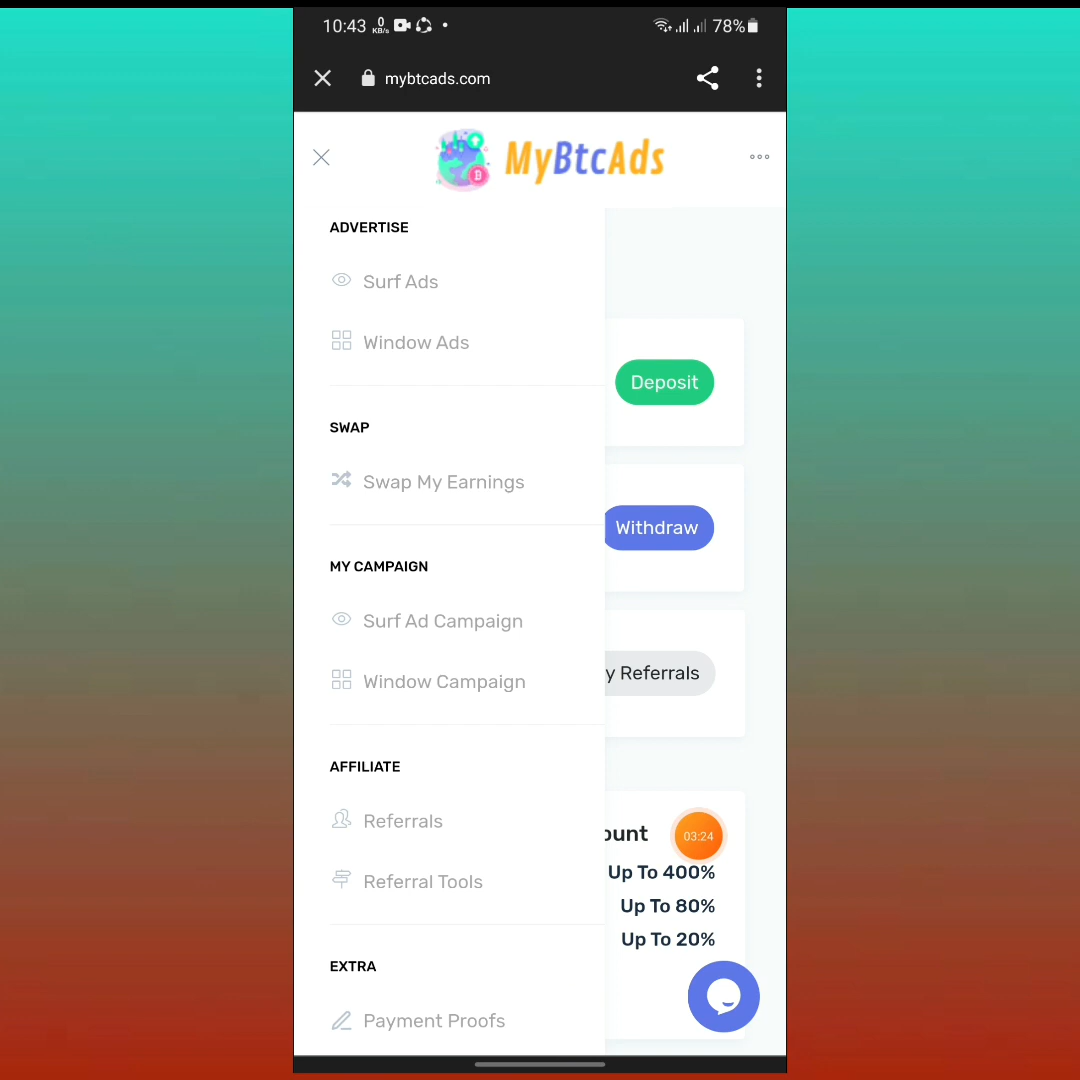 10:43 0 KB/s 78%
mybtcads.com
MyBtcAds
ADVERTISE
Surf Ads
Window Ads
Deposit
SWAP
Swap My Earnings
Withdraw
MY CAMPAIGN
Surf Ad Campaign
Window Campaign
y Referrals
AFFILIATE
Referrals
Referral Tools
ount
03:24
Up To 400%
Up To 80%
Up To 20%
EXTRA
Payment Proofs